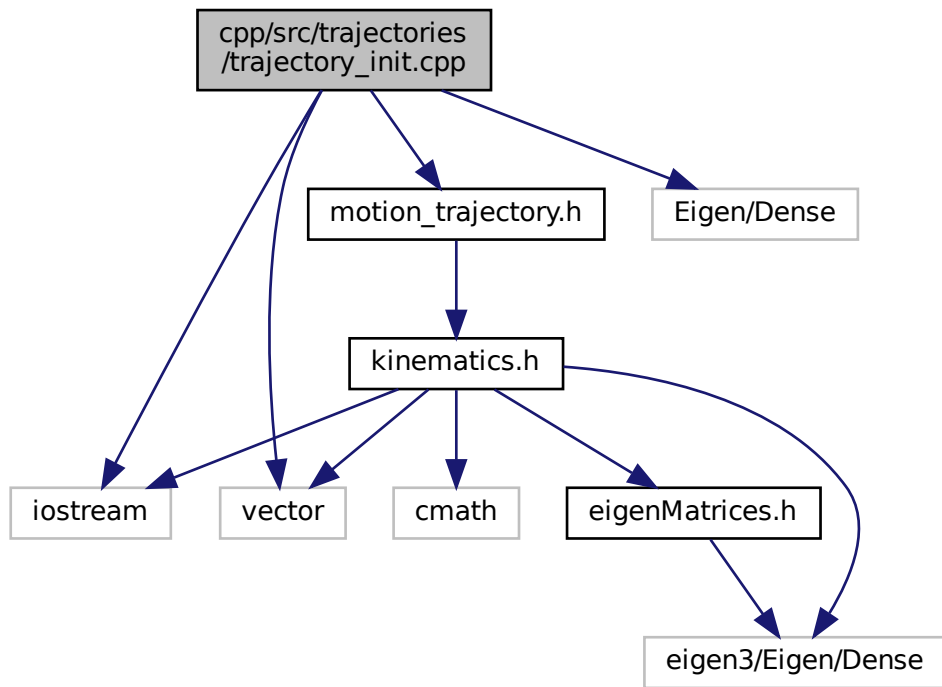 cpp/src/trajectories
/trajectory_init.cpp
motion_trajectory.h
Eigen/Dense
kinematics.h
iostream
vector
cmath
eigenMatrices.h
eigen3/Eigen/Dense